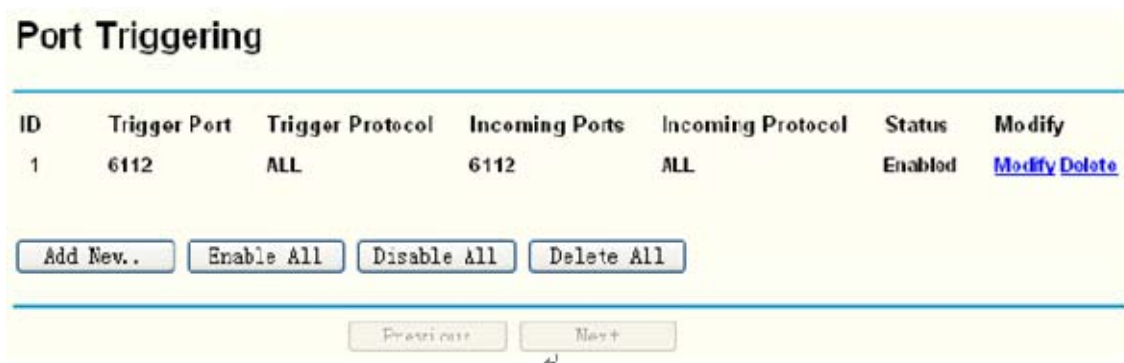 Port Triggering
ID Trigger Port Trigger Protocol Incoming Ports Incoming Protocol Status Modify
1 6112 ALL 6112 ALL Enabled Modify Delete
Add New.. Enable All Disable All Delete All
Previous Next